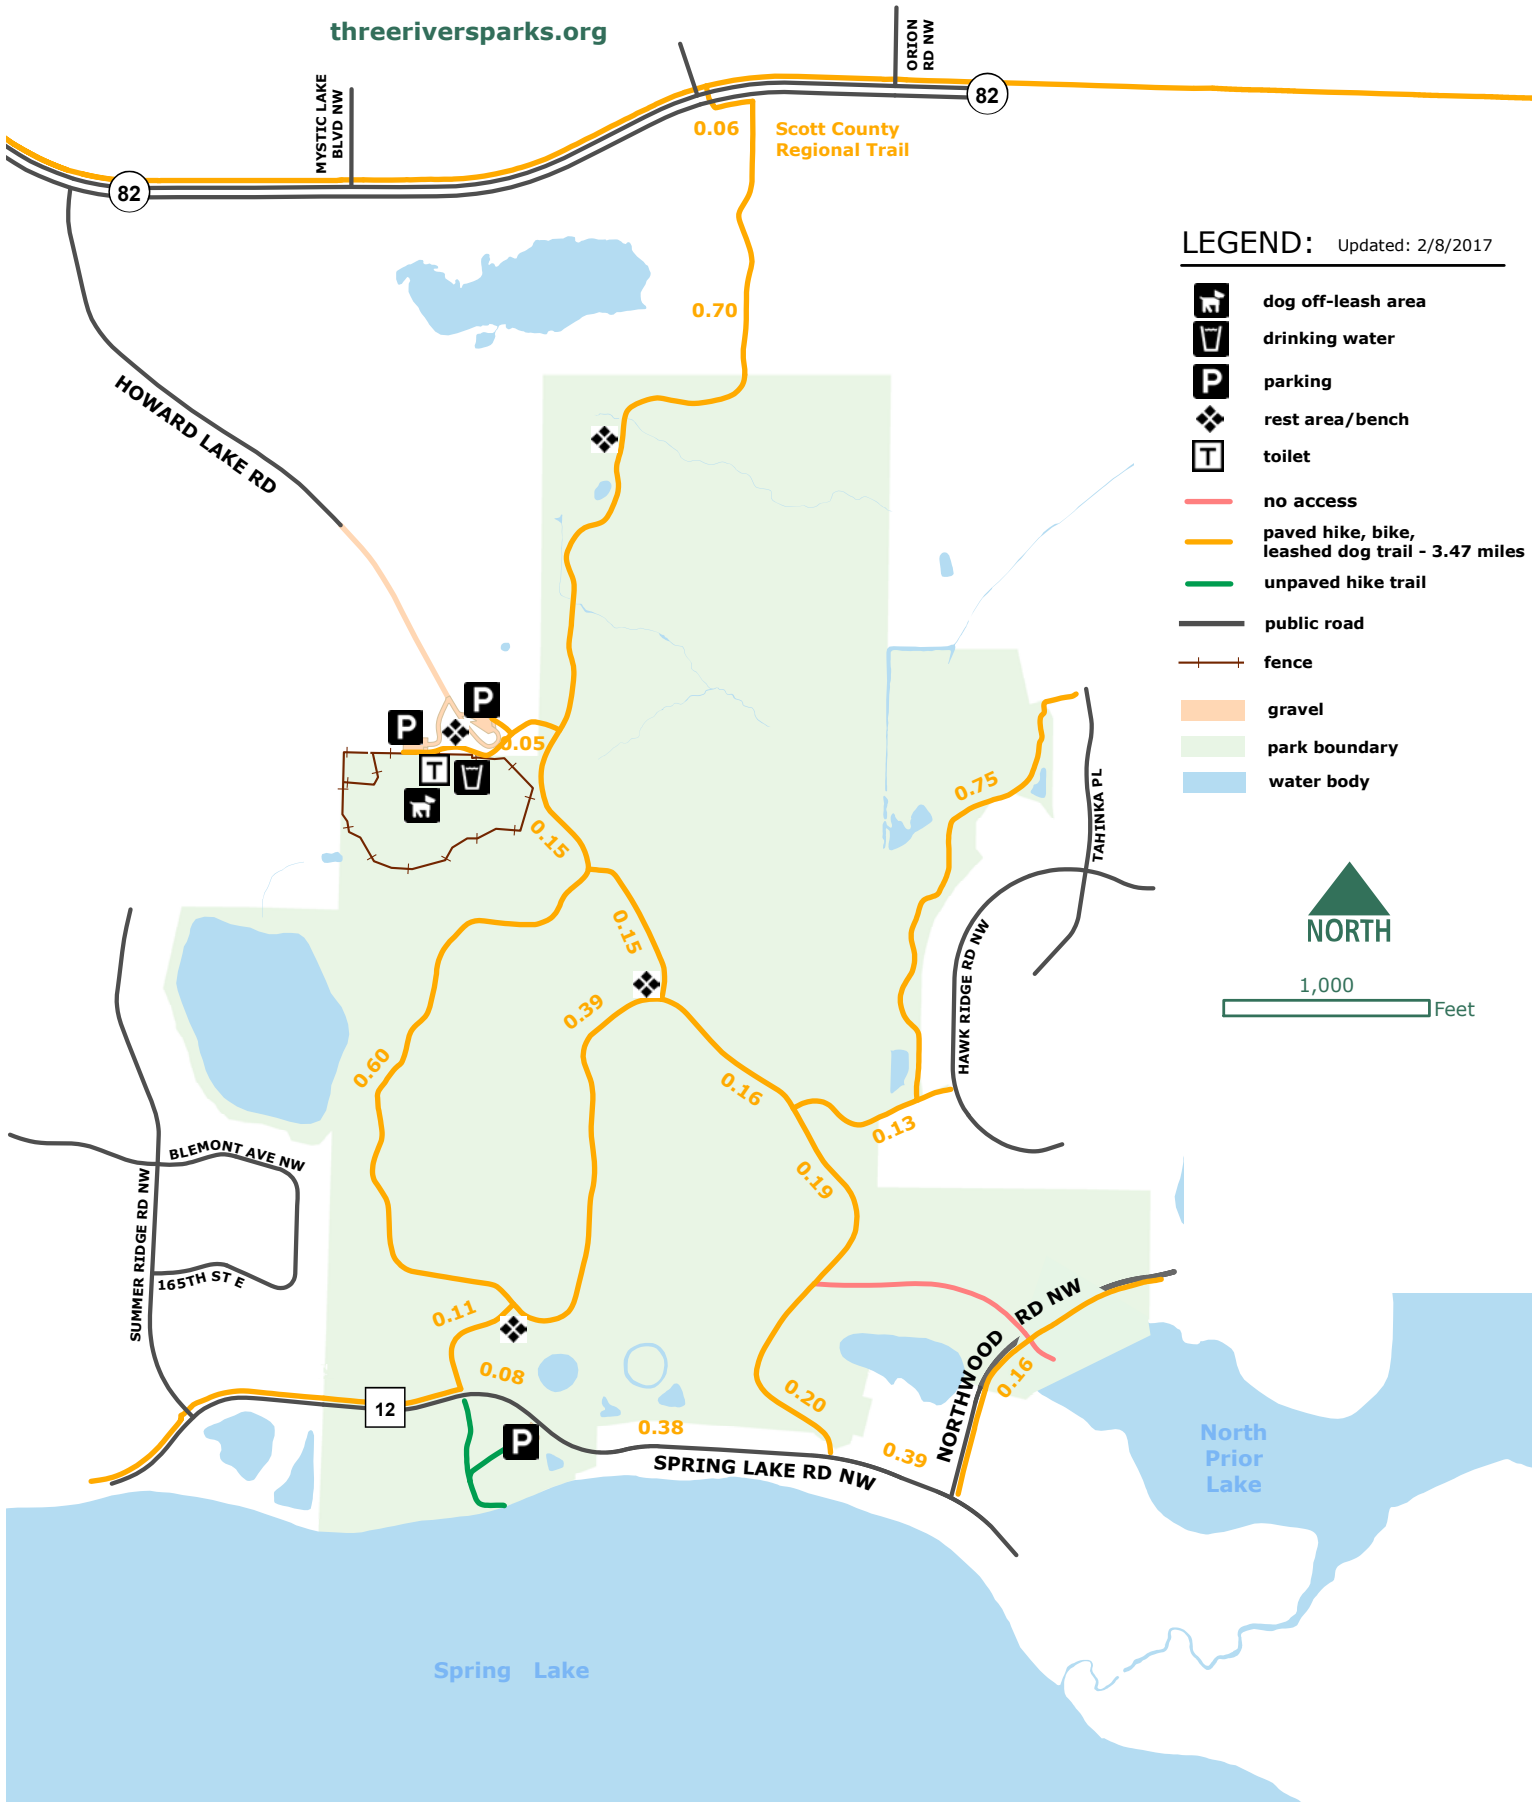 threeriversparks.org
ORION
RD NW
MYSTIC LAKE
BLVD NW
82
82
0.06
Scott County
Regional Trail
0.70
HOWARD LAKE RD
LEGEND: Updated: 2/8/2017
dog off-leash area
drinking water
P parking
rest area/bench
T toilet
no access
paved hike, bike,
leashed dog trail - 3.47 miles
unpaved hike trail
public road
fence
gravel
park boundary
water body
NORTH
1,000
Feet
P
P
0.05
T
0.15
0.75
TAHINKA PL
0.15
HAWK RIDGE RD NW
0.39
0.60
0.16
0.13
0.19
BLEMONT AVE NW
SUMMER RIDGE RD NW
165TH ST E
0.11
0.08
12
P
0.38
0.20
0.39
NORTHWOOD RD NW
0.16
SPRING LAKE RD NW
North
Prior
Lake
Spring Lake